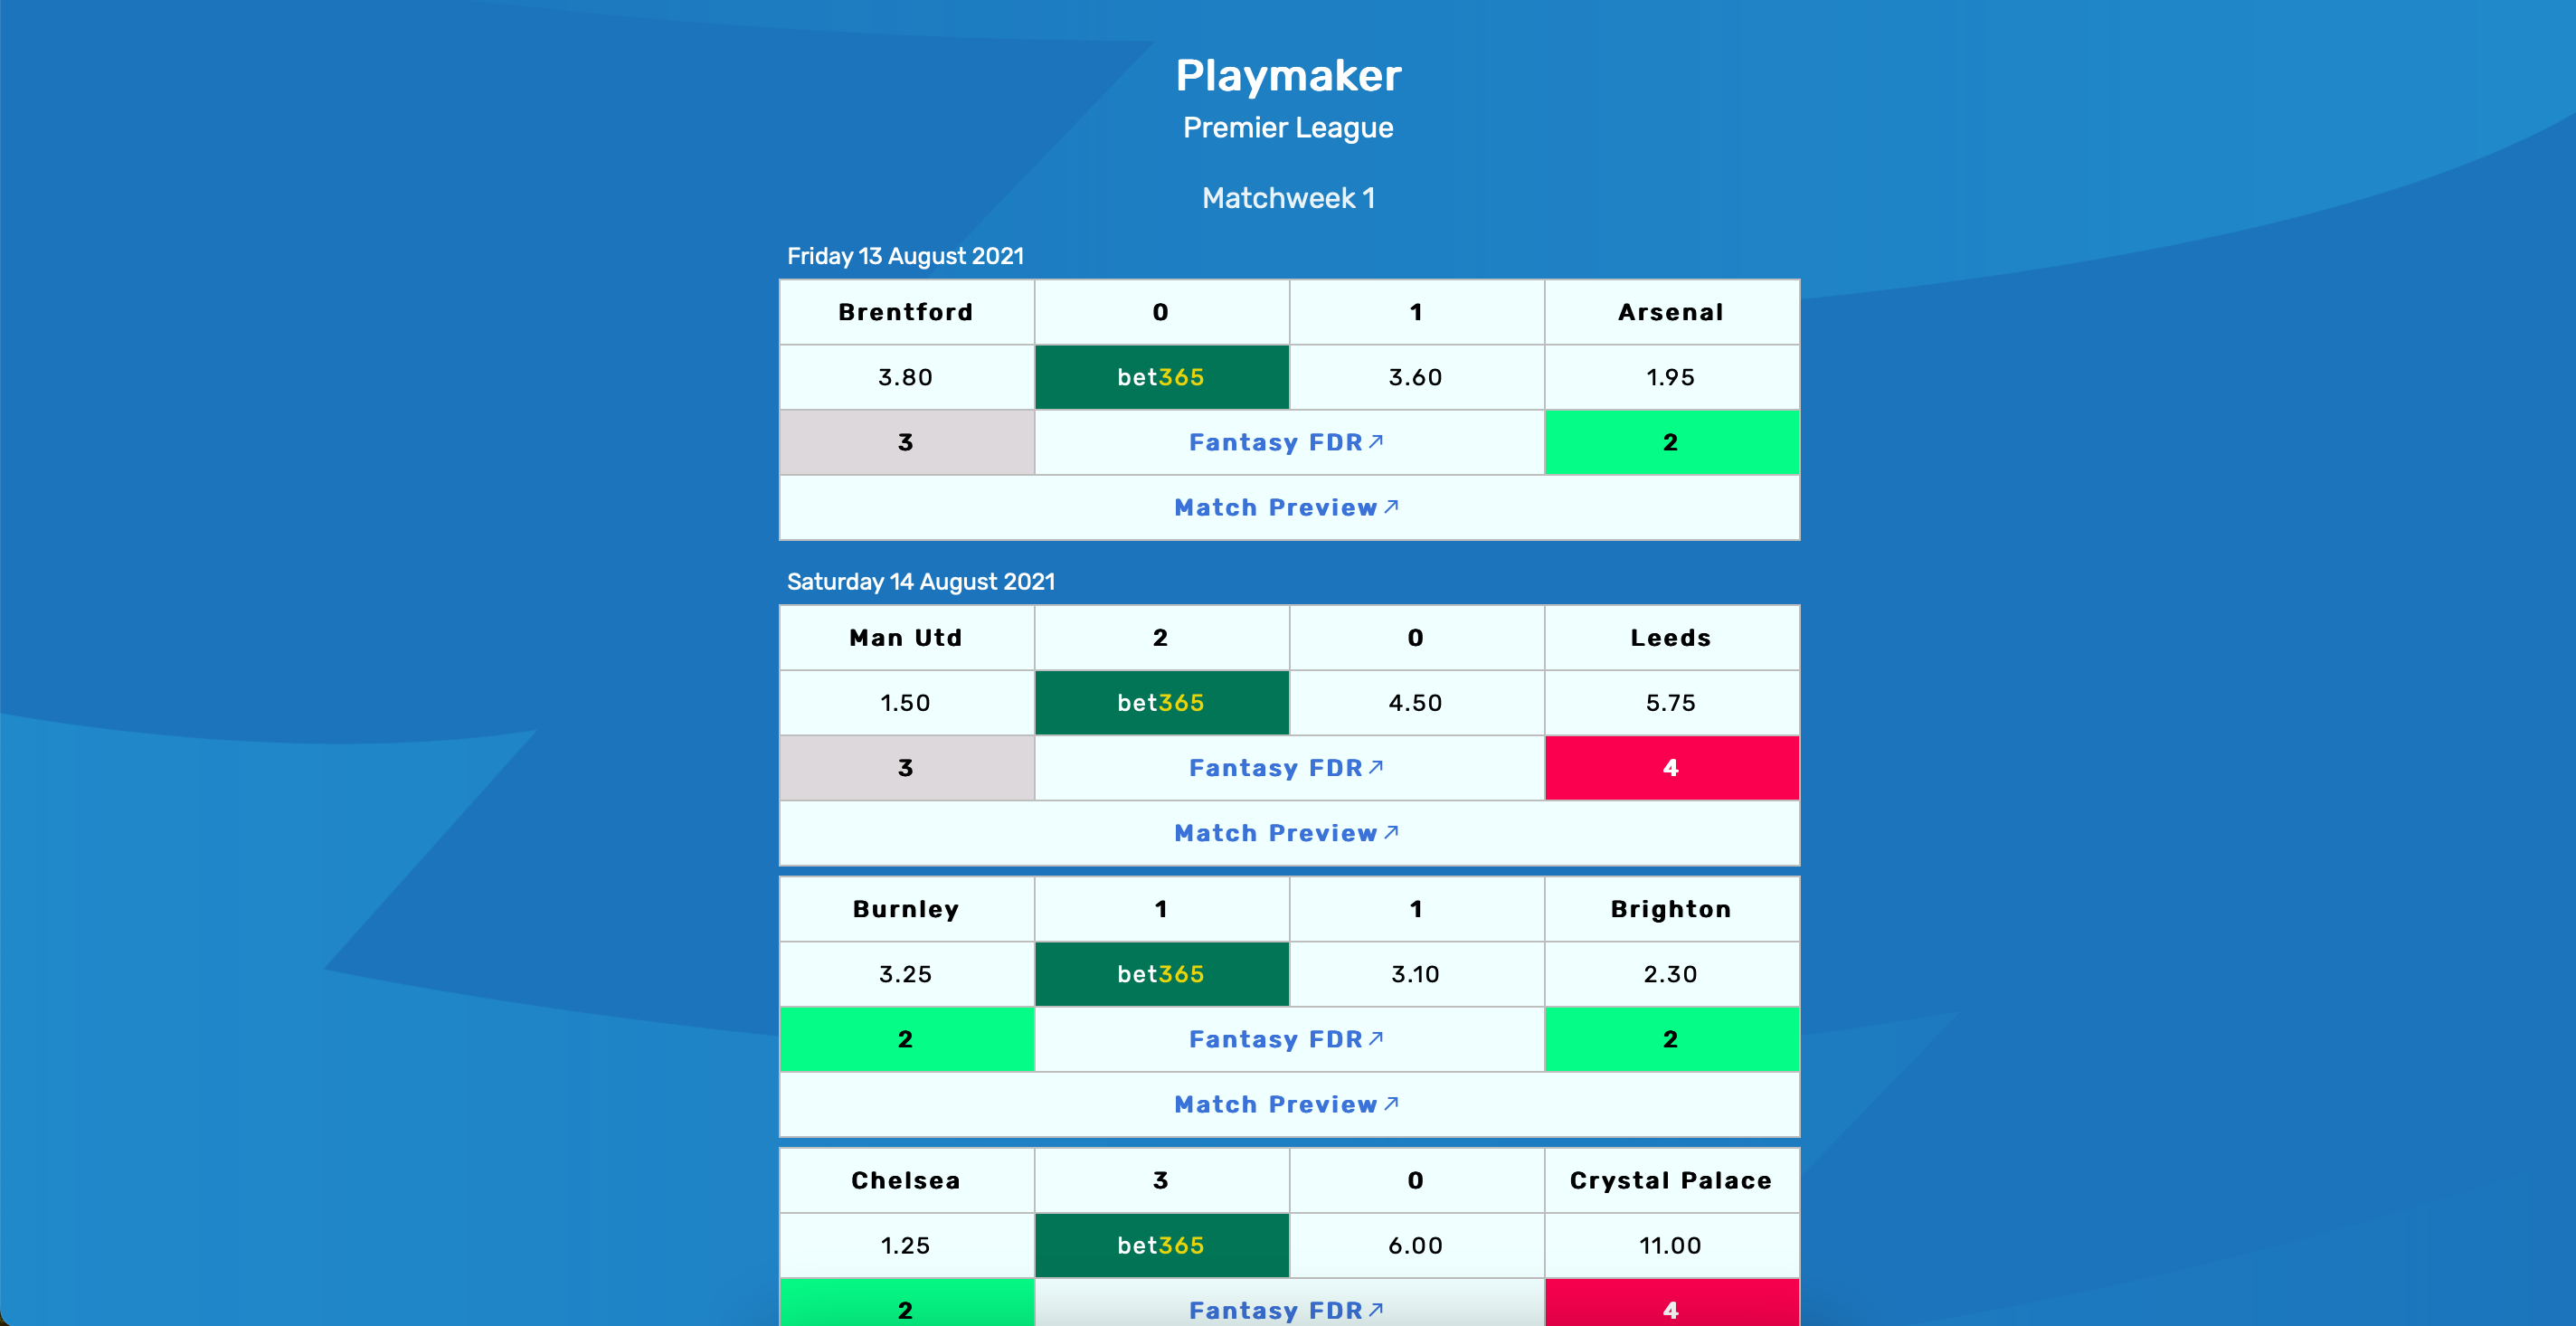 Playmaker
Premier League
Matchweek 1
Friday 13 August 2021
Brentford 0 1 Arsenal
3.80 bet365 3.60 1.95
3 Fantasy FDR↗ 2
Match Preview↗
Saturday 14 August 2021
Man Utd 2 0 Leeds
1.50 bet365 4.50 5.75
3 Fantasy FDR↗ 4
Match Preview↗
Burnley 1 1 Brighton
3.25 bet365 3.10 2.30
2 Fantasy FDR↗ 2
Match Preview↗
Chelsea 3 0 Crystal Palace
1.25 bet365 6.00 11.00
2 Fantasy FDR↗ 4